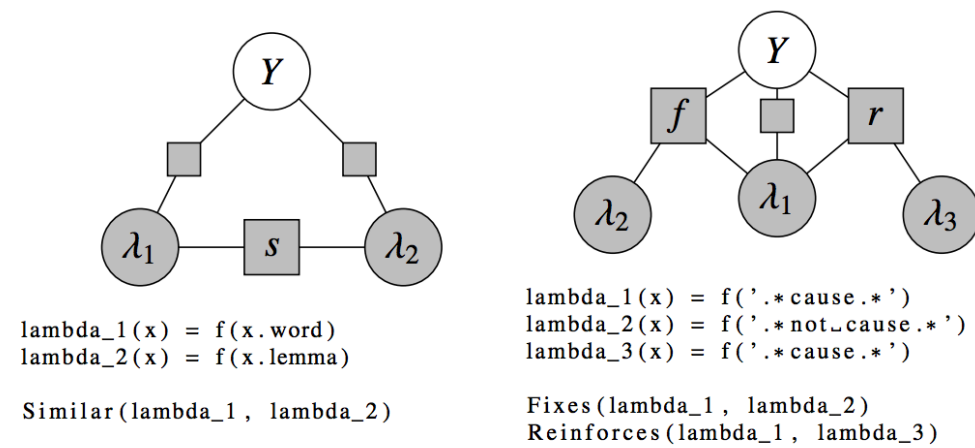 Y
λ1
s
λ2
lambda_1(x) = f(x.word)
lambda_2(x) = f(x.lemma)
Similar(lambda_1, lambda_2)
Y
f
r
λ2
λ1
λ3
lambda_1(x) = f('.*cause.*')
lambda_2(x) = f('.*not␣cause.*')
lambda_3(x) = f('.*cause.*')
Fixes(lambda_1, lambda_2)
Reinforces(lambda_1, lambda_3)